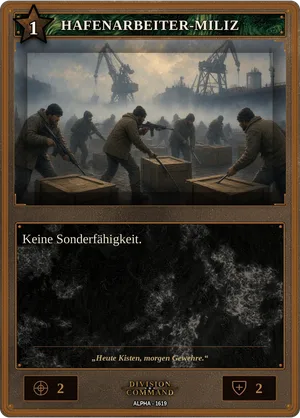 1
HAFENARBEITER-MILIZ
Keine Sonderfähigkeit.
„Heute Kisten, morgen Gewehre.“
2
DIVISION
COMMAND
ALPHA - 1619
2